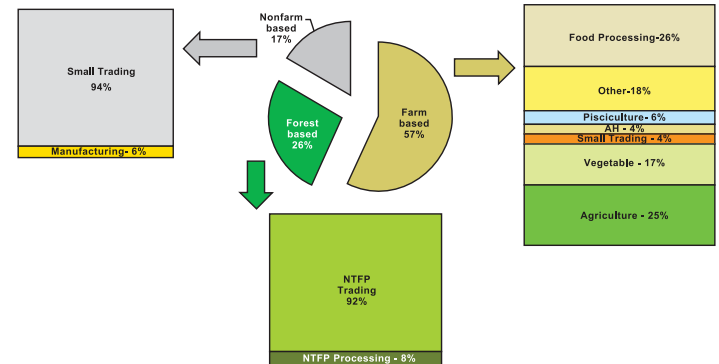 Nonfarm
based
17%
Small Trading
94%
Manufacturing- 6%
Forest
based
26%
Farm
based
57%
Food Processing-26%
Other-18%
Pisciculture- 6%
AH - 4%
Small Trading - 4%
Vegetable - 17%
Agriculture - 25%
NTFP
Trading
92%
NTFP Processing - 8%